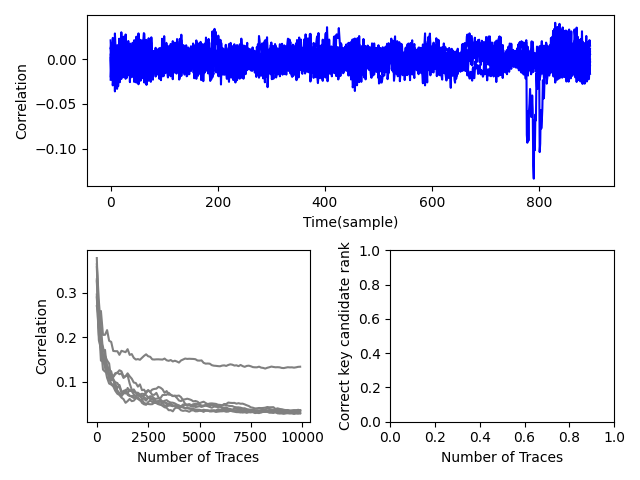 Correlation
0.00
−0.05
−0.10
0 200 400 600 800
Time(sample)
Correlation
0.3
0.2
0.1
0 2500 5000 7500 10000
Number of Traces
Correct key candidate rank
1.0
0.8
0.6
0.4
0.2
0.0
0.0 0.2 0.4 0.6 0.8 1.0
Number of Traces